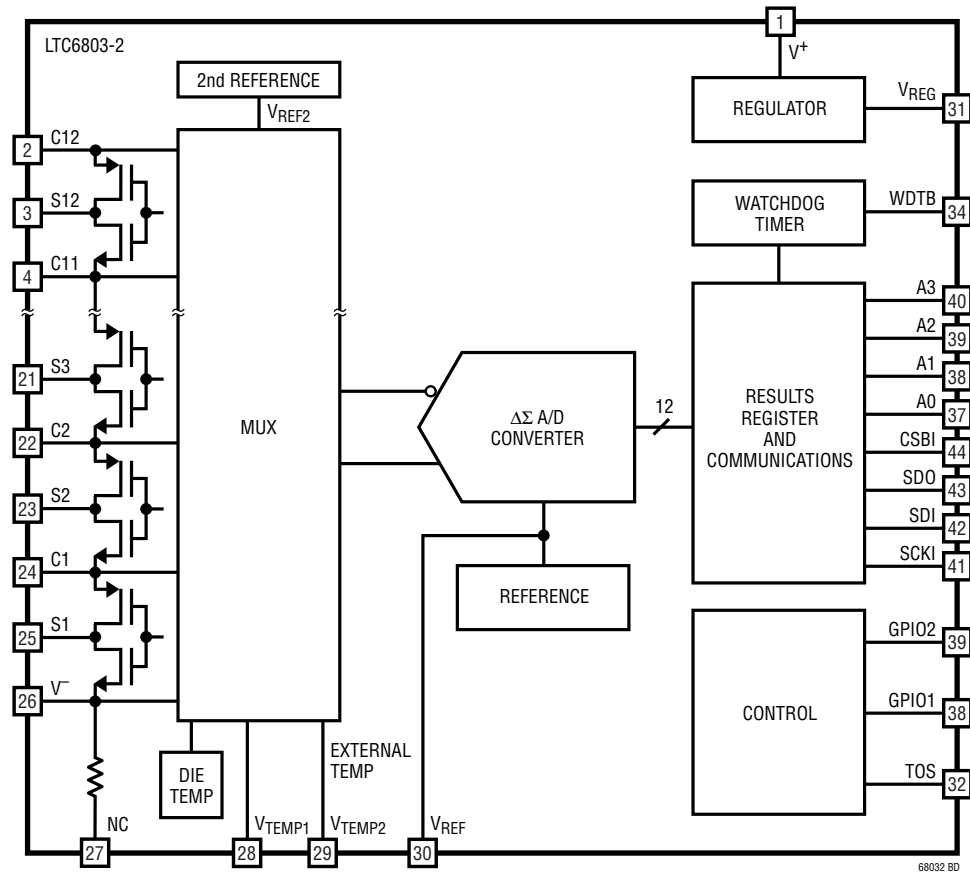 LTC6803-2
1
V+
2nd REFERENCE
VREF2
REGULATOR
VREG
31
2
C12
3
S12
4
C11
WATCHDOG
TIMER
WDTB
34
A3
40
A2
39
A1
38
A0
37
CSBI
44
SDO
43
SDI
42
SCKI
41
RESULTS
REGISTER
AND
COMMUNICATIONS
21
S3
22
C2
23
S2
24
C1
25
S1
26
V−
MUX
ΔΣ A/D
CONVERTER
12
REFERENCE
CONTROL
GPIO2
39
GPIO1
38
TOS
32
DIE
TEMP
EXTERNAL
TEMP
NC
27
VTEMP1
28
VTEMP2
29
VREF
30
68032 BD